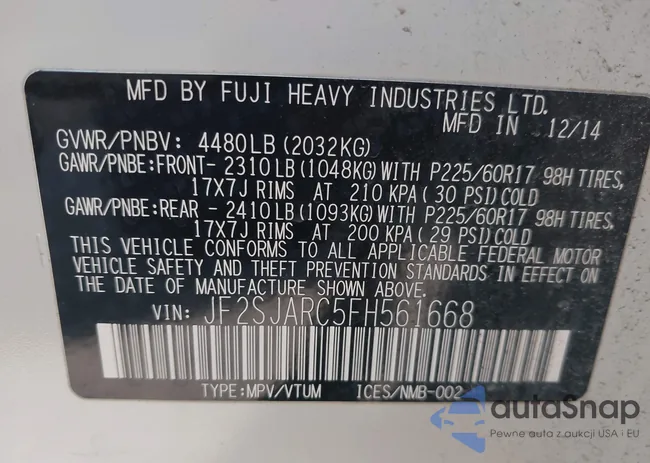 MFD BY FUJI HEAVY INDUSTRIES LTD.
MFD IN 12/14
GVWR/PNBV: 4480LB (2032KG)
GAWR/PNBE:FRONT- 2310LB (1048KG) WITH P225/60R17 98H TIRES,
17X7J RIMS AT 210 KPA ( 30 PSI) COLD
GAWR/PNBE:REAR - 2410LB (1093KG) WITH P225/60R17 98H TIRES,
17X7J RIMS AT 200 KPA ( 29 PSI) COLD
THIS VEHICLE CONFORMS TO ALL APPLICABLE FEDERAL MOTOR
VEHICLE SAFETY AND THEFT PREVENTION STANDARDS IN EFFECT ON
THE DATE OF MANUFACTURE SHOWN ABOVE.
VIN: JF2SJARC5FH561668
TYPE:MPV/VTUM ICES/NMB-002
autoSnap
Pewne auta z aukcji USA i EU